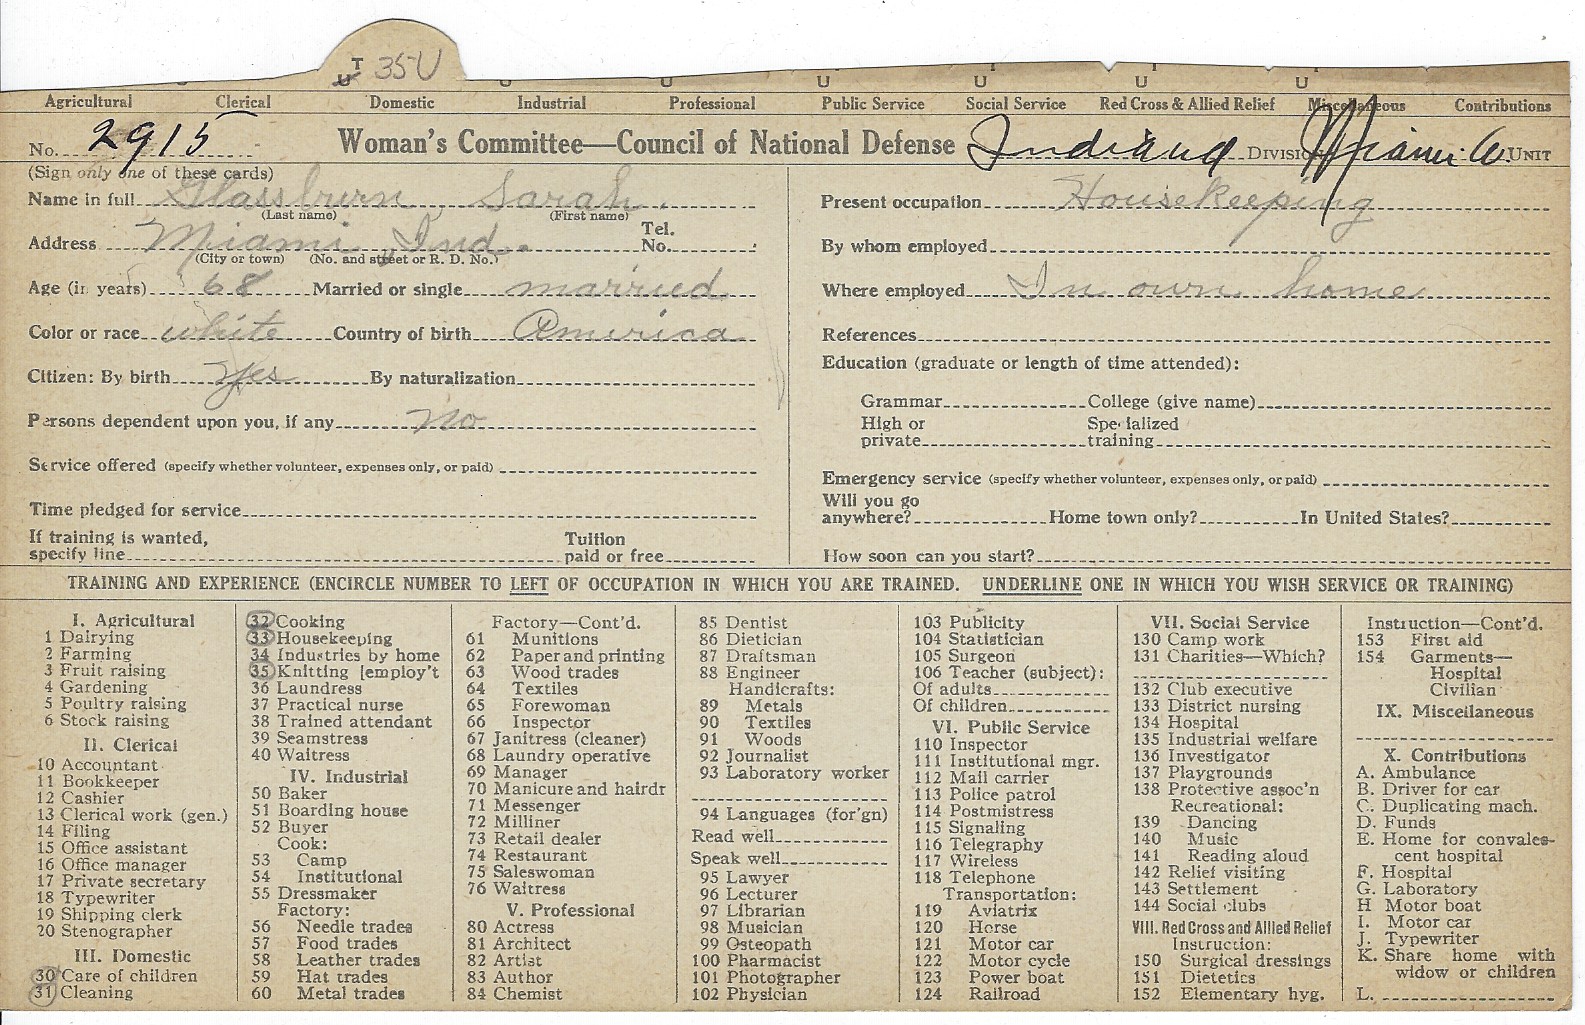 T
U 35U
U U U U U U
Agricultural Clerical Domestic Industrial Professional Public Service Social Service Red Cross & Allied Relief Miscellaneous Contributions
No. 2915 Woman's Committee—Council of National Defense Indiana DIVISION Miami Co. UNIT
(Sign only one of these cards)
Name in full Glassburn Sarah.
(Last name) (First name)
Address Miami, Ind. Tel. No.
(City or town) (No. and street or R. D. No.)
Age (in years) 68 Married or single married
Color or race white Country of birth America
Citizen: By birth Yes By naturalization
Persons dependent upon you, if any no
Service offered (specify whether volunteer, expenses only, or paid)
Time pledged for service
If training is wanted,
specify line Tuition paid or free
Present occupation Housekeeping
By whom employed
Where employed In own home
References
Education (graduate or length of time attended):
Grammar College (give name)
High or private Specialized training
Emergency service (specify whether volunteer, expenses only, or paid)
Will you go
anywhere? Home town only? In United States?
How soon can you start?
TRAINING AND EXPERIENCE (ENCIRCLE NUMBER TO LEFT OF OCCUPATION IN WHICH YOU ARE TRAINED. UNDERLINE ONE IN WHICH YOU WISH SERVICE OR TRAINING)
I. Agricultural
1 Dairying
2 Farming
3 Fruit raising
4 Gardening
5 Poultry raising
6 Stock raising
II. Clerical
10 Accountant
11 Bookkeeper
12 Cashier
13 Clerical work (gen.)
14 Filing
15 Office assistant
16 Office manager
17 Private secretary
18 Typewriter
19 Shipping clerk
20 Stenographer
III. Domestic
30 Care of children
31 Cleaning
32 Cooking
33 Housekeeping
34 Industries by home
35 Knitting [employ't
36 Laundress
37 Practical nurse
38 Trained attendant
39 Seamstress
40 Waitress
IV. Industrial
50 Baker
51 Boarding house
52 Buyer
Cook:
53 Camp
54 Institutional
55 Dressmaker
Factory:
56 Needle trades
57 Food trades
58 Leather trades
59 Hat trades
60 Metal trades
Factory—Cont'd.
61 Munitions
62 Paper and printing
63 Wood trades
64 Textiles
65 Forewoman
66 Inspector
67 Janitress (cleaner)
68 Laundry operative
69 Manager
70 Manicure and hairdr
71 Messenger
72 Milliner
73 Retail dealer
74 Restaurant
75 Saleswoman
76 Waitress
V. Professional
80 Actress
81 Architect
82 Artist
83 Author
84 Chemist
85 Dentist
86 Dietician
87 Draftsman
88 Engineer
Handicrafts:
89 Metals
90 Textiles
91 Woods
92 Journalist
93 Laboratory worker
94 Languages (for'gn)
Read well
Speak well
95 Lawyer
96 Lecturer
97 Librarian
98 Musician
99 Osteopath
100 Pharmacist
101 Photographer
102 Physician
103 Publicity
104 Statistician
105 Surgeon
106 Teacher (subject):
Of adults
Of children
VI. Public Service
110 Inspector
111 Institutional mgr.
112 Mail carrier
113 Police patrol
114 Postmistress
115 Signaling
116 Telegraphy
117 Wireless
118 Telephone
Transportation:
119 Aviatrix
120 Horse
121 Motor car
122 Motor cycle
123 Power boat
124 Railroad
VII. Social Service
130 Camp work
131 Charities—Which?
132 Club executive
133 District nursing
134 Hospital
135 Industrial welfare
136 Investigator
137 Playgrounds
138 Protective assoc'n
Recreational:
139 Dancing
140 Music
141 Reading aloud
142 Relief visiting
143 Settlement
144 Social clubs
VIII. Red Cross and Allied Relief
Instruction:
150 Surgical dressings
151 Dietetics
152 Elementary hyg.
Instruction—Cont'd.
153 First aid
154 Garments—
Hospital
Civilian
IX. Miscellaneous
X. Contributions
A. Ambulance
B. Driver for car
C. Duplicating mach.
D. Funds
E. Home for convales-
cent hospital
F. Hospital
G. Laboratory
H Motor boat
I. Motor car
J. Typewriter
K. Share home with
widow or children
L.